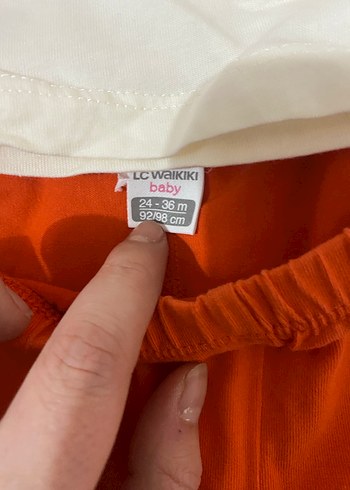 LC WAIKIKI
baby
24 - 36 m
92/98 cm